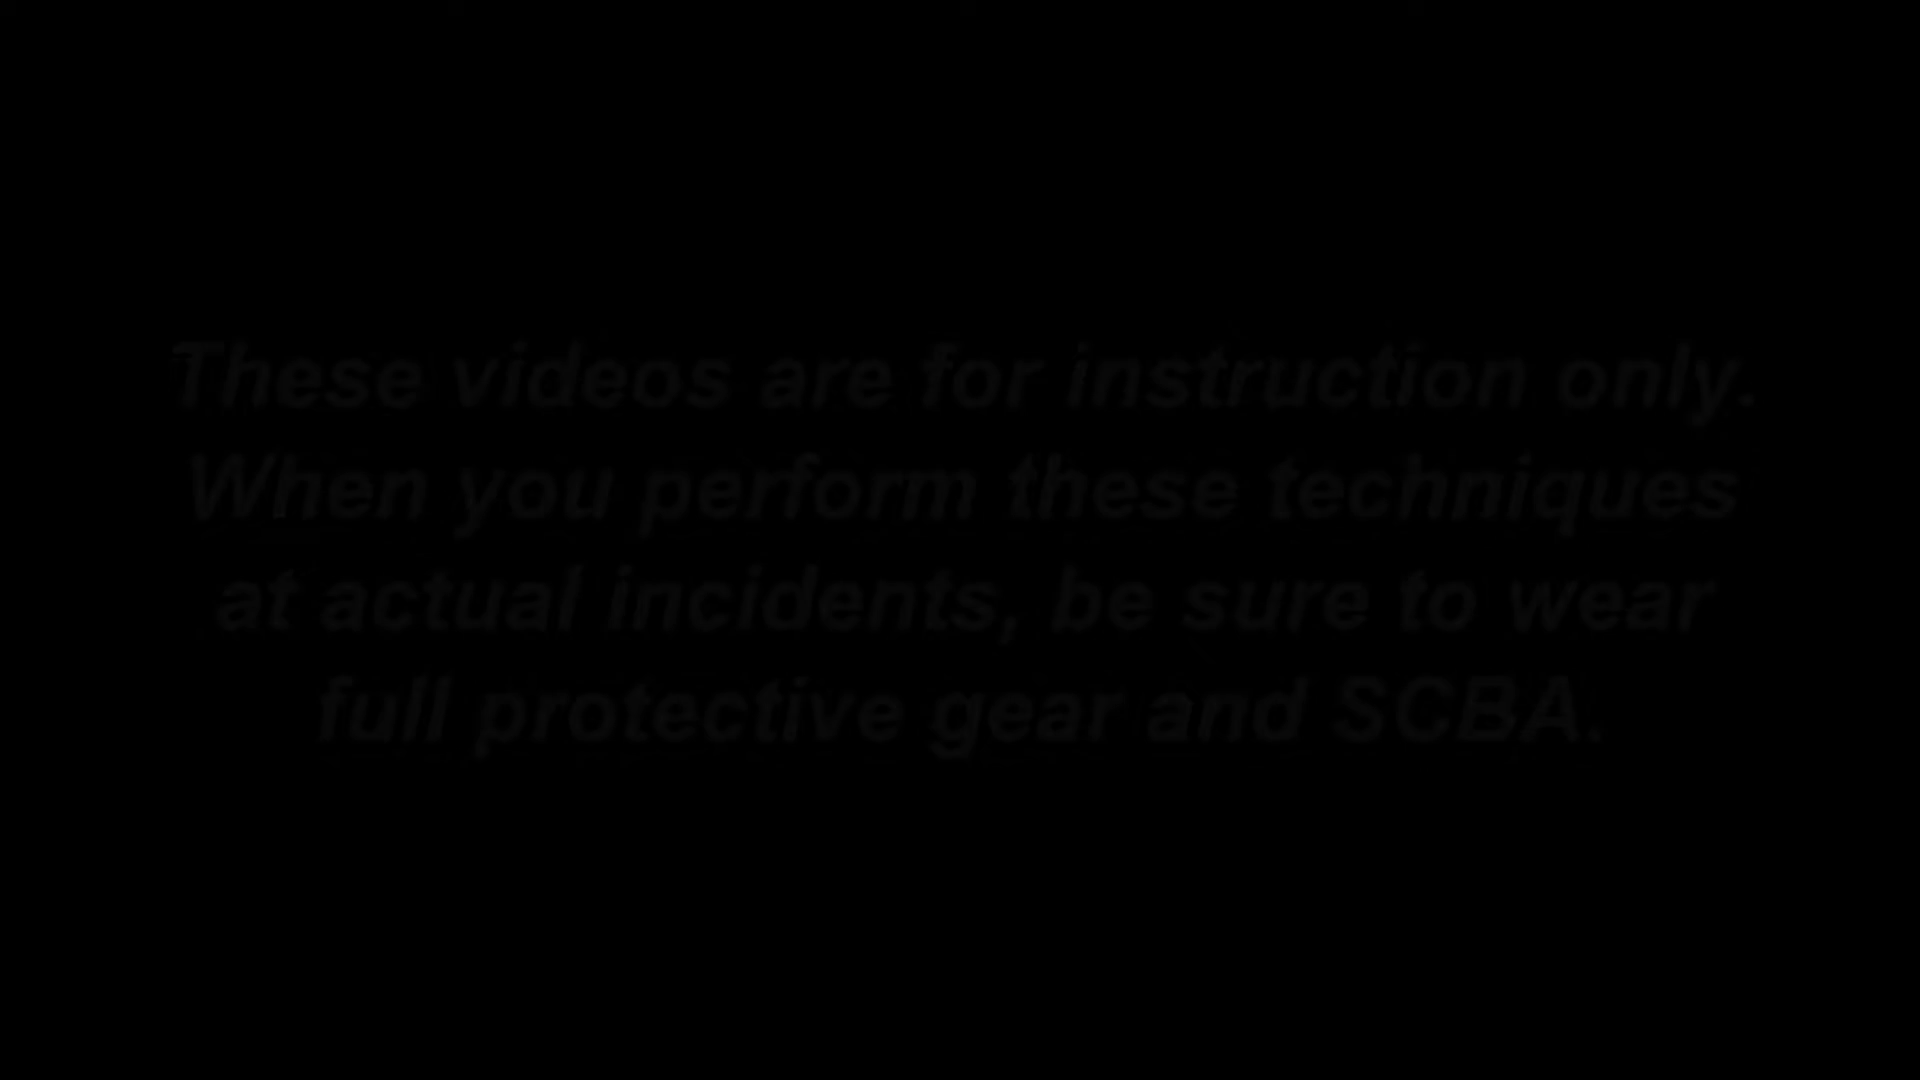 These videos are for instruction only.
When you perform these techniques
at actual incidents, be sure to wear
full protective gear and SCBA.